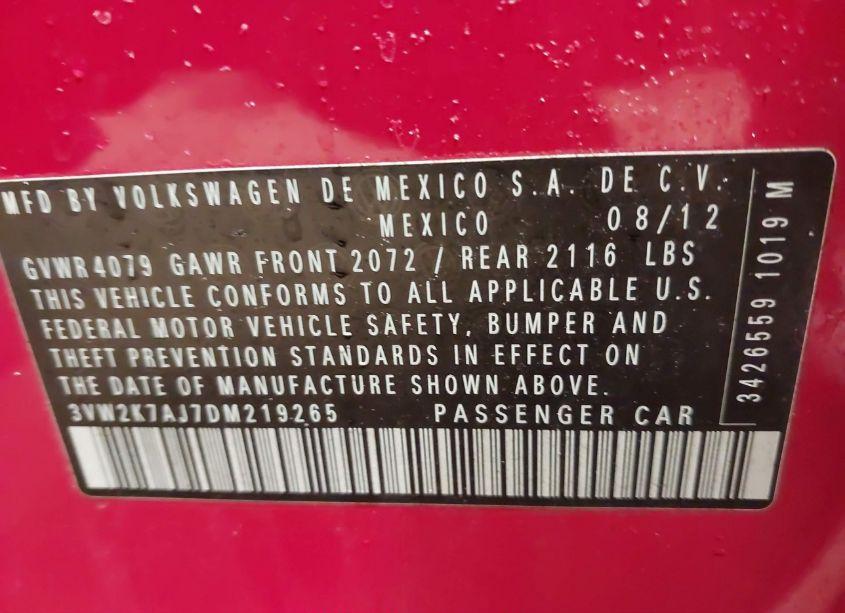 MFD BY VOLKSWAGEN DE MEXICO S.A. DE C.V.
MEXICO 08/12
GVWR 4079 GAWR FRONT 2072 / REAR 2116 LBS
THIS VEHICLE CONFORMS TO ALL APPLICABLE U.S.
FEDERAL MOTOR VEHICLE SAFETY, BUMPER AND
THEFT PREVENTION STANDARDS IN EFFECT ON
THE DATE OF MANUFACTURE SHOWN ABOVE.
3VW2K7AJ7DM219265 PASSENGER CAR
3426559 1019 M